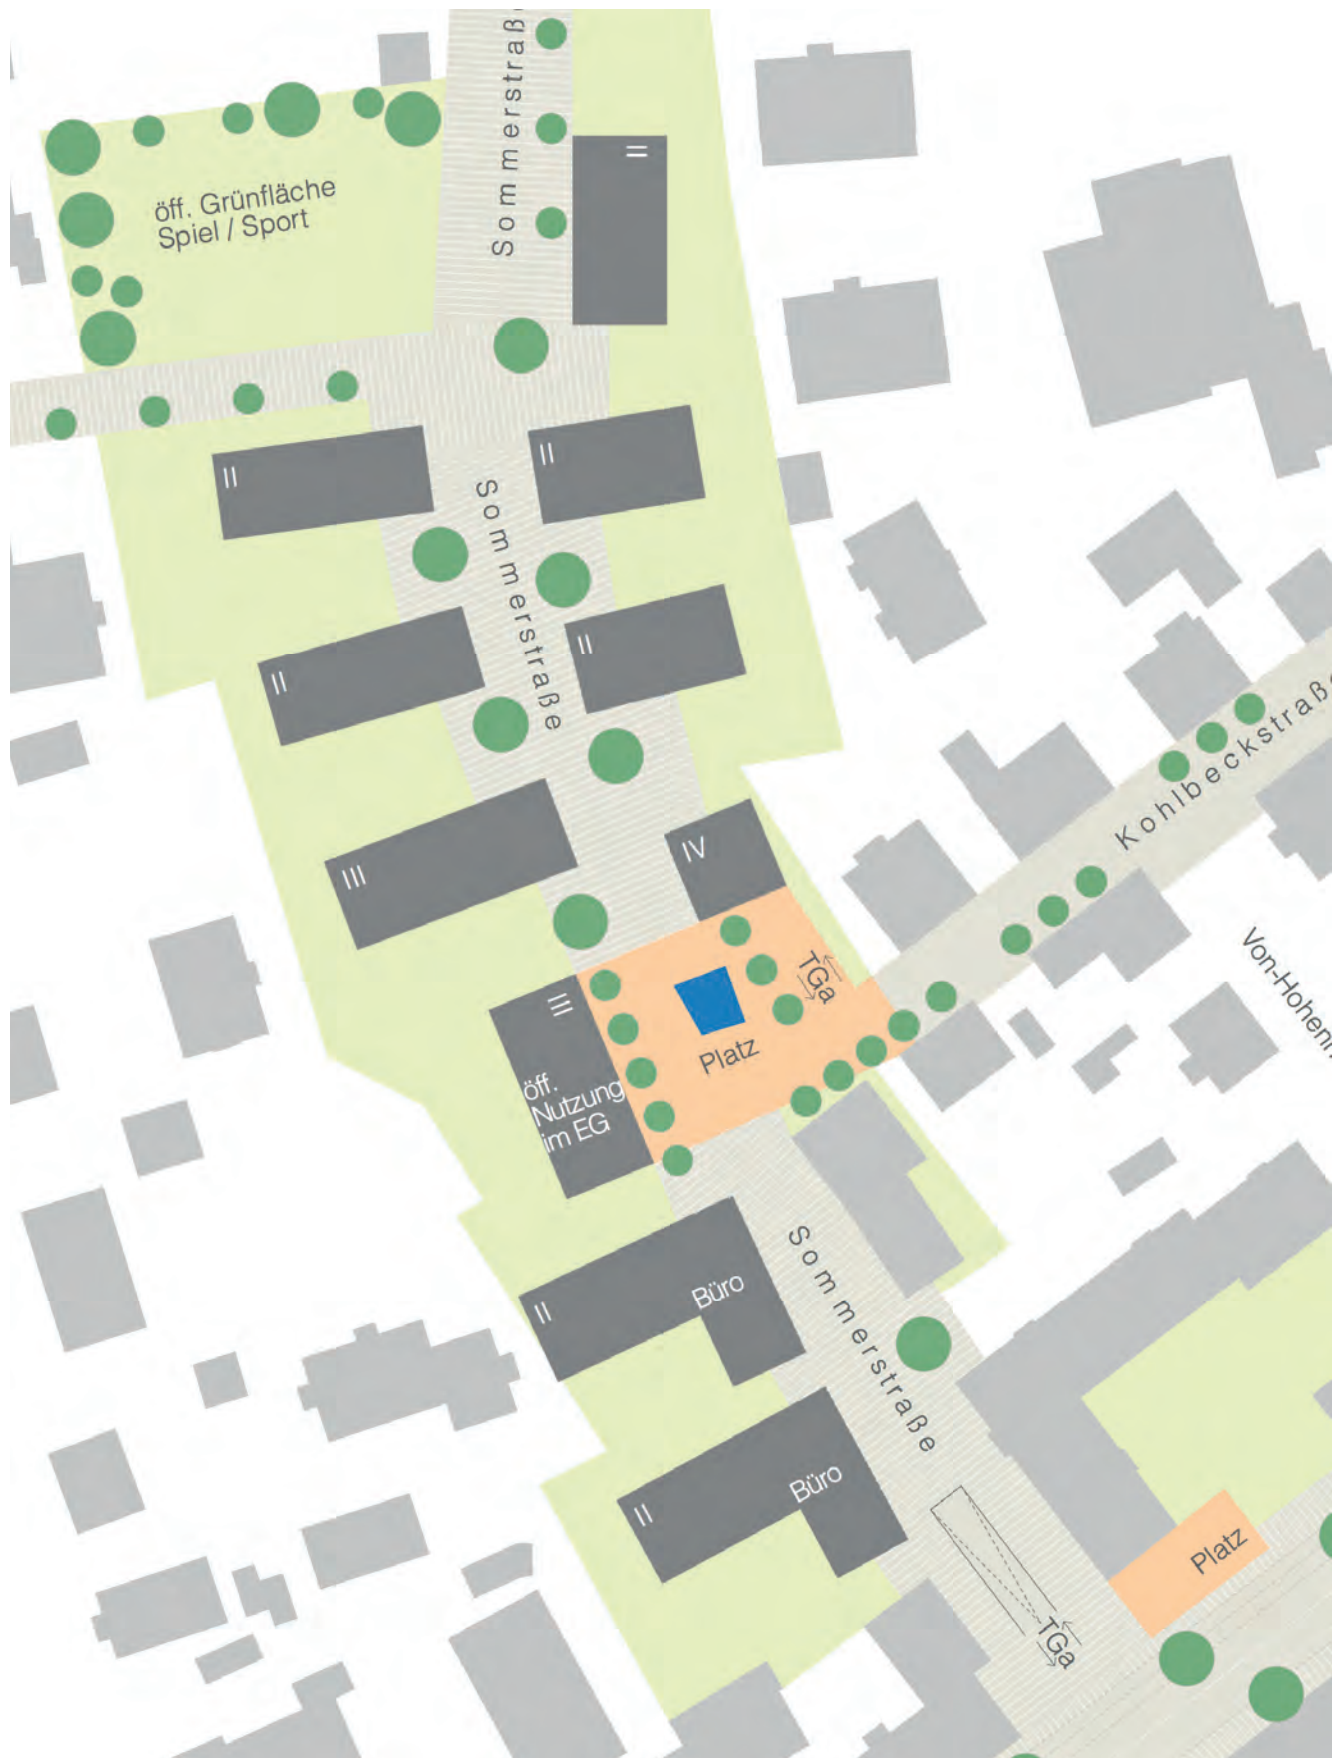 Sommerstraße
II
öff. Grünfläche
Spiel / Sport
II
II
Sommerstraße
II
II
Kohlbeckstraße
III
IV
Von-Hohenr
TGa
III
Platz
öff.
Nutzung
im EG
Sommerstraße
Büro
II
Büro
II
Platz
TGa